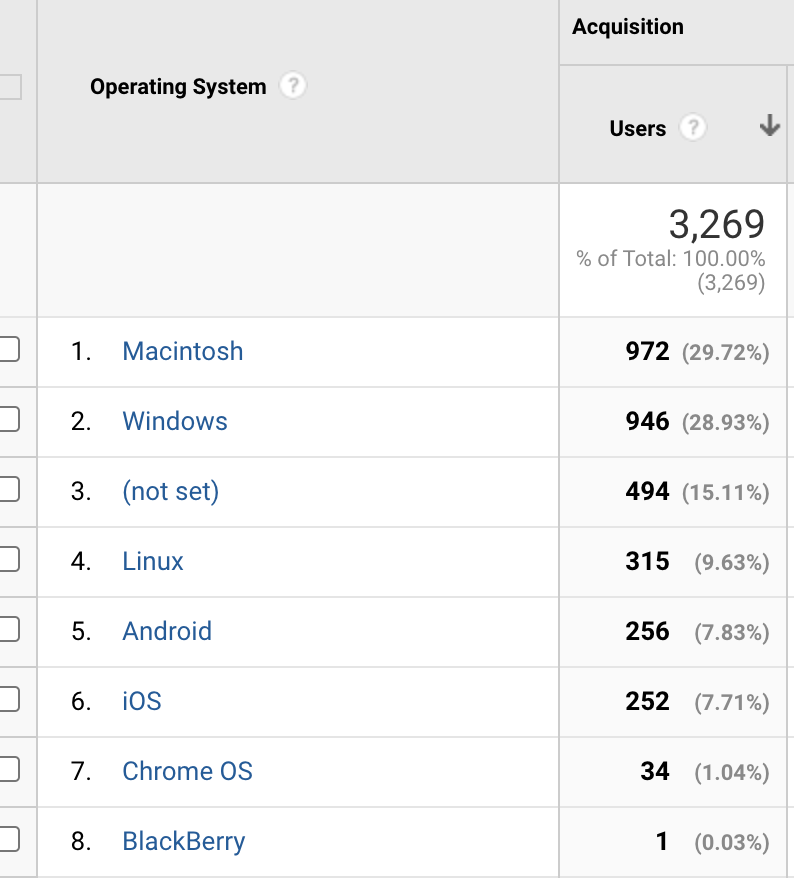 Acquisition
Operating System ?
Users ?
3,269
% of Total: 100.00%
(3,269)
1. Macintosh 972 (29.72%)
2. Windows 946 (28.93%)
3. (not set) 494 (15.11%)
4. Linux 315 (9.63%)
5. Android 256 (7.83%)
6. iOS 252 (7.71%)
7. Chrome OS 34 (1.04%)
8. BlackBerry 1 (0.03%)